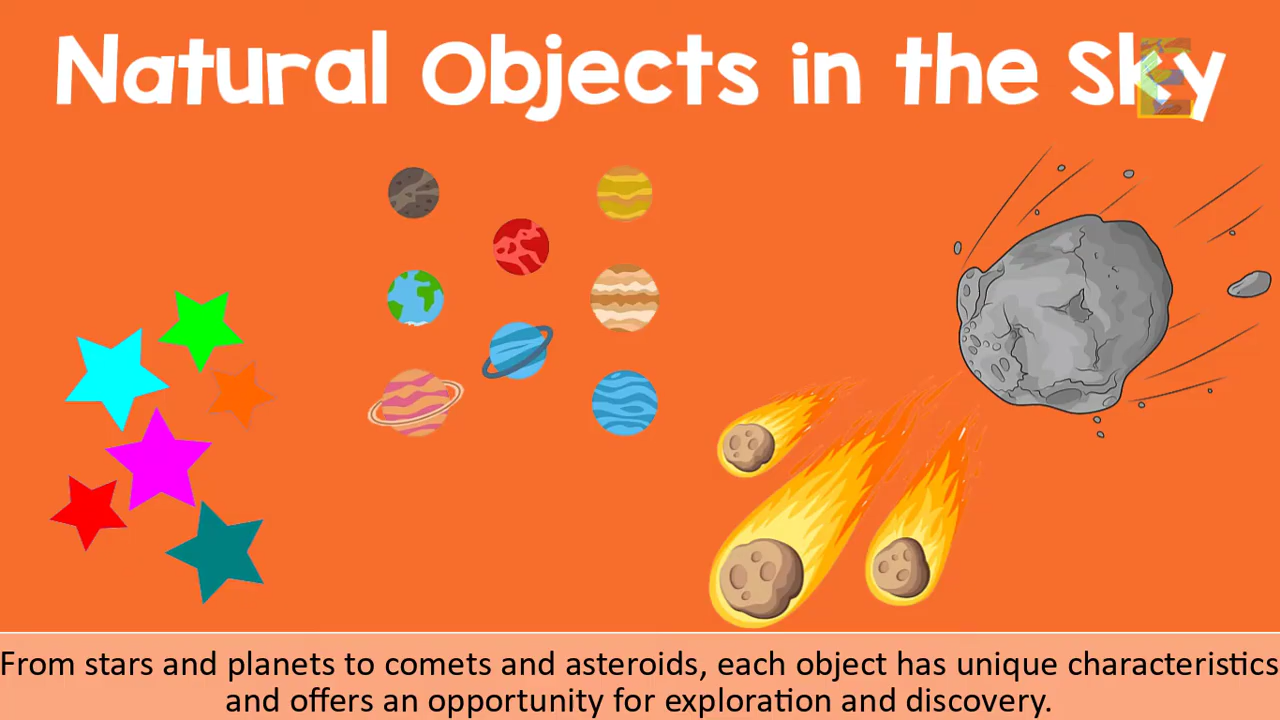 Natural Objects in the Sky
From stars and planets to comets and asteroids, each object has unique characteristics
and offers an opportunity for exploration and discovery.